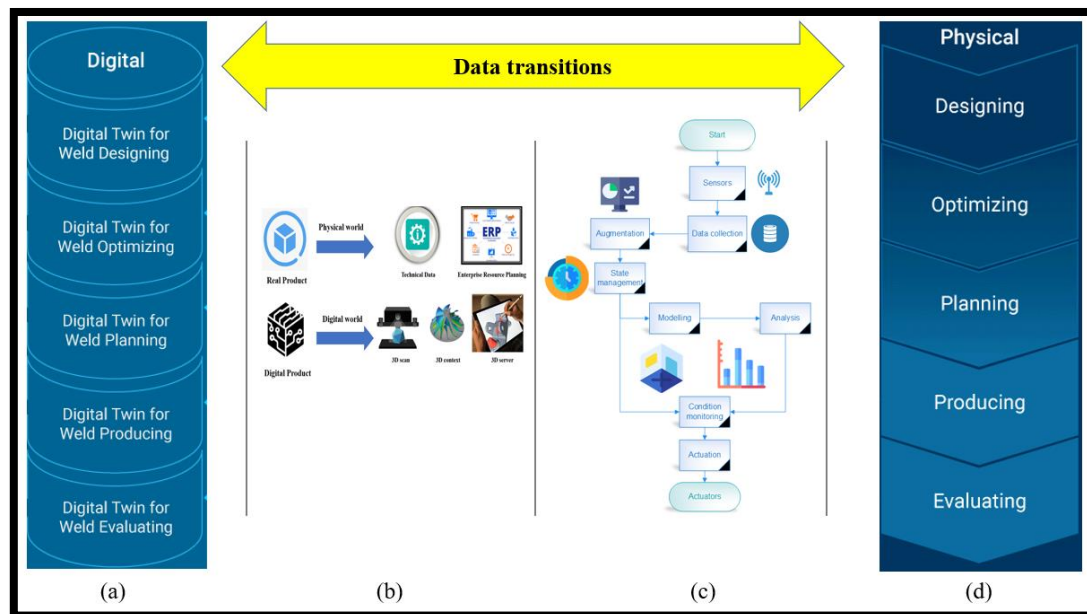 Digital
Digital Twin for
Weld Designing
Digital Twin for
Weld Optimizing
Digital Twin for
Weld Planning
Digital Twin for
Weld Producing
Digital Twin for
Weld Evaluating
(a)
Data transitions
Physical world
Real Product
Technical Data
ERP
Enterprise Resource Planning
Digital world
Digital Product
3D scan
3D context
3D server
(b)
Start
Sensors
Data collection
Augmentation
State
management
Modelling
Analysis
Condition
monitoring
Actuation
Actuators
(c)
Physical
Designing
Optimizing
Planning
Producing
Evaluating
(d)